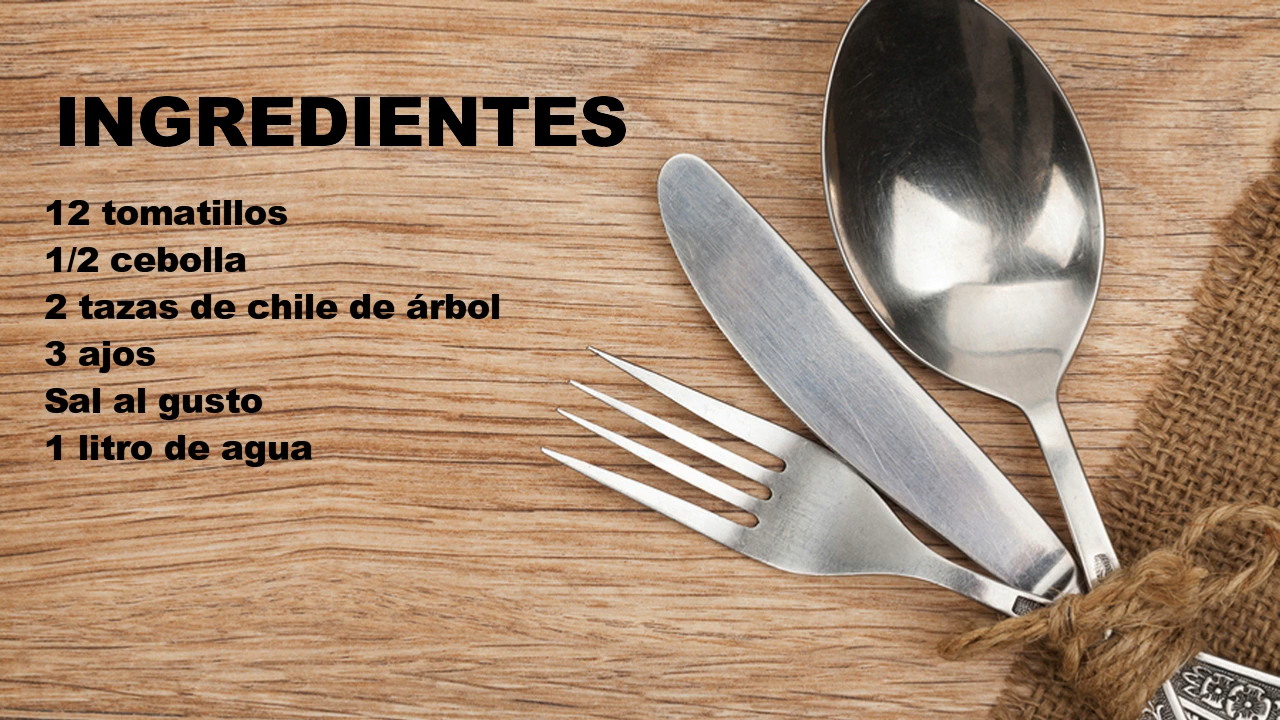 INGREDIENTES
12 tomatillos
1/2 cebolla
2 tazas de chile de árbol
3 ajos
Sal al gusto
1 litro de agua